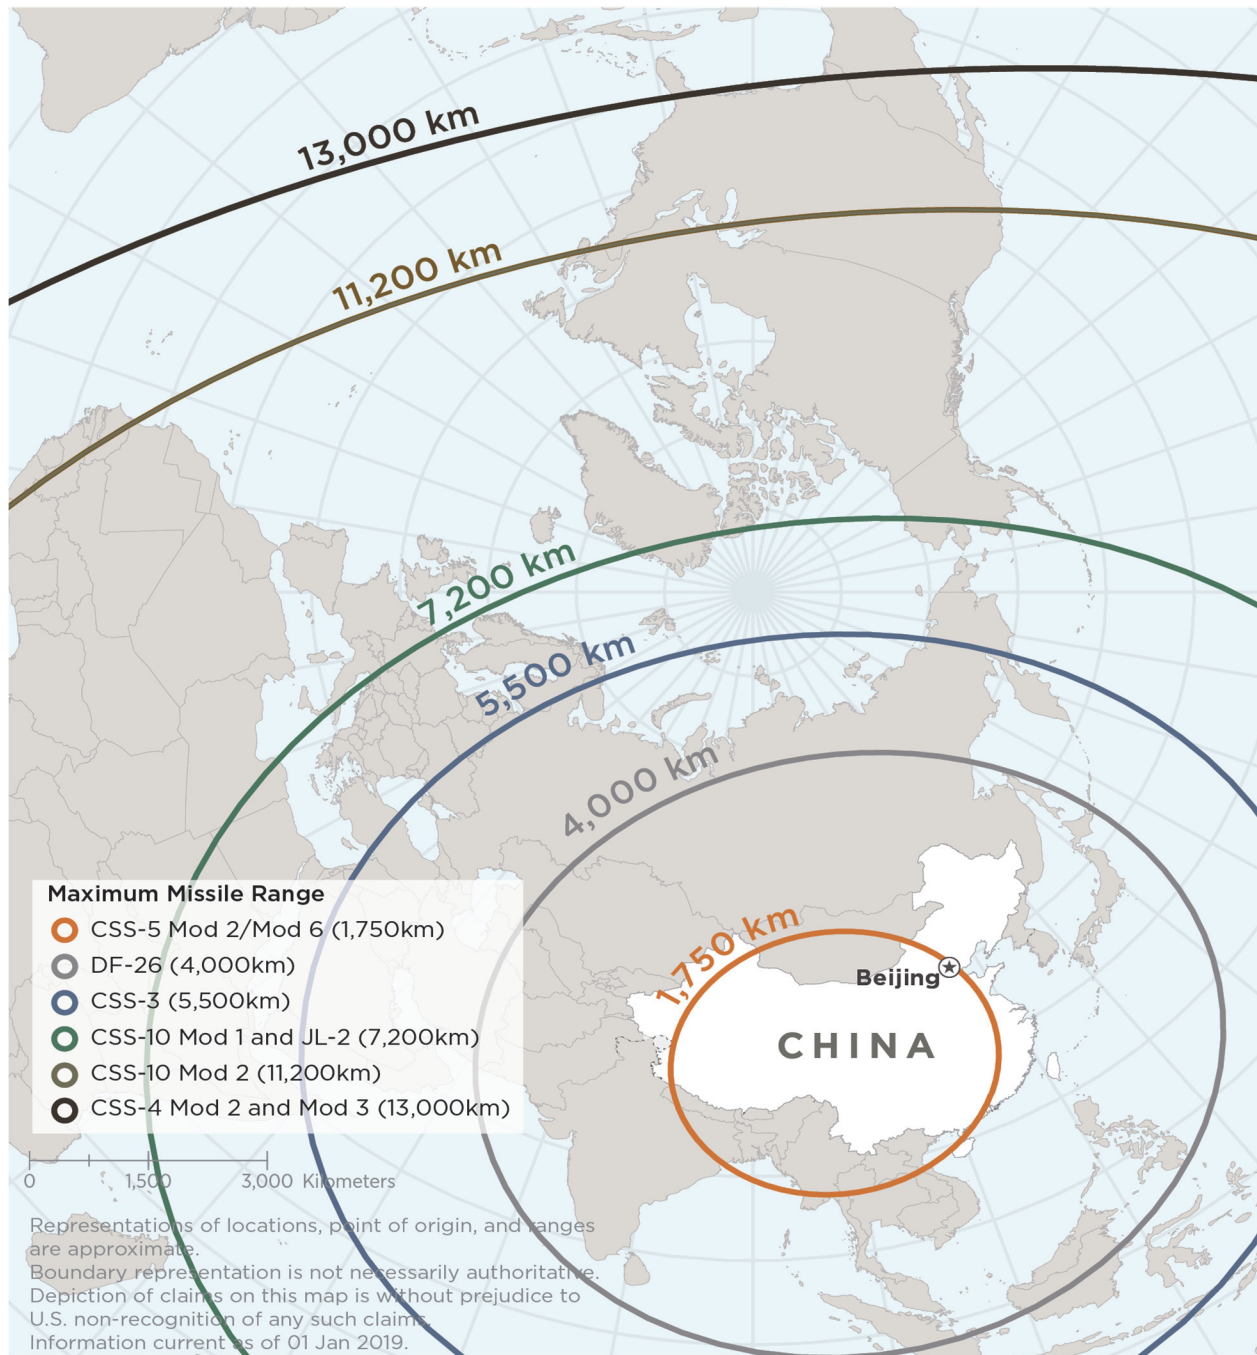 13,000 km
11,200 km
7,200 km
5,500 km
4,000 km
1,750 km
Beijing
CHINA
Maximum Missile Range
CSS-5 Mod 2/Mod 6 (1,750km)
DF-26 (4,000km)
CSS-3 (5,500km)
CSS-10 Mod 1 and JL-2 (7,200km)
CSS-10 Mod 2 (11,200km)
CSS-4 Mod 2 and Mod 3 (13,000km)
0 1,500 3,000 Kilometers
Representations of locations, point of origin, and ranges
are approximate.
Boundary representation is not necessarily authoritative.
Depiction of claims on this map is without prejudice to
U.S. non-recognition of any such claims.
Information current as of 01 Jan 2019.